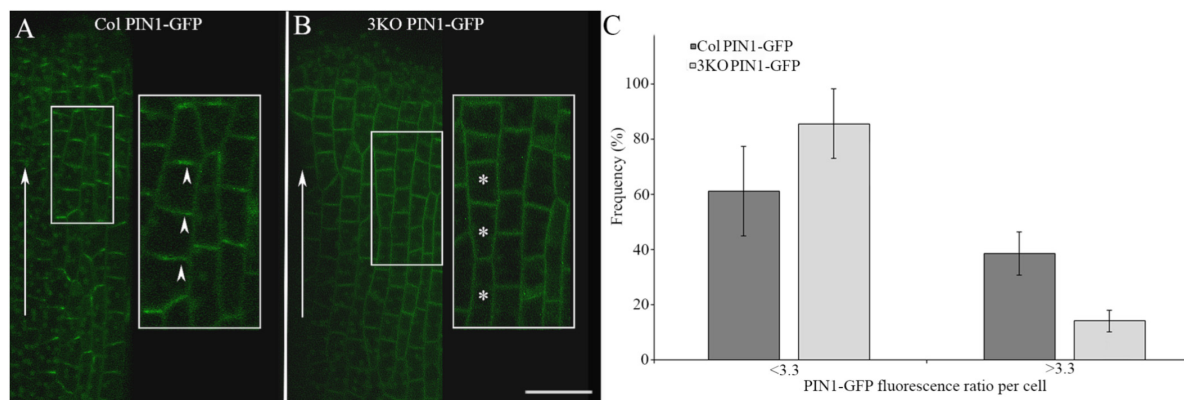 A
Col PIN1-GFP
B
3KO PIN1-GFP
*
*
*
C
Col PIN1-GFP
3KO PIN1-GFP
Frequency (%)
100
80
60
40
20
0
<3.3
>3.3
PIN1-GFP fluorescence ratio per cell